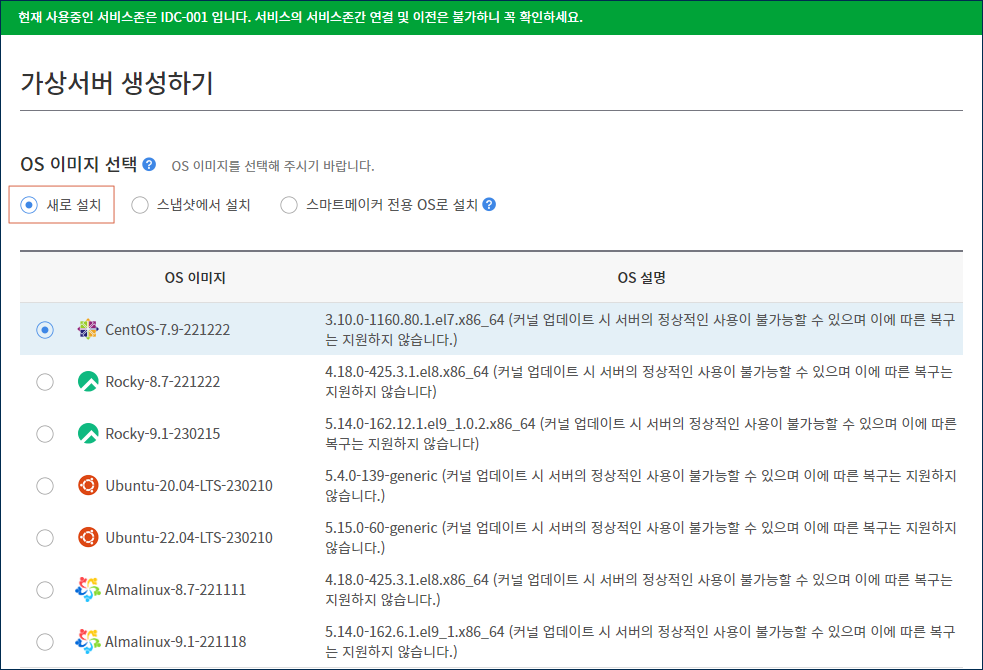 현재 사용중인 서비스존은 IDC-001 입니다. 서비스의 서비스존간 연결 및 이전은 불가하니 꼭 확인하세요.
가상서버 생성하기
OS 이미지 선택 ? OS 이미지를 선택해 주시기 바랍니다.
새로 설치 스냅샷에서 설치 스마트메이커 전용 OS로 설치 ?
OS 이미지 OS 설명
CentOS-7.9-221222 3.10.0-1160.80.1.el7.x86_64 (커널 업데이트 시 서버의 정상적인 사용이 불가능할 수 있으며 이에 따른 복구
는 지원하지 않습니다.)
Rocky-8.7-221222 4.18.0-425.3.1.el8.x86_64 (커널 업데이트 시 서버의 정상적인 사용이 불가능할 수 있으며 이에 따른 복구는
지원하지 않습니다)
Rocky-9.1-230215 5.14.0-162.12.1.el9_1.0.2.x86_64 (커널 업데이트 시 서버의 정상적인 사용이 불가능할 수 있으며 이에 따른
복구는 지원하지 않습니다)
Ubuntu-20.04-LTS-230210 5.4.0-139-generic (커널 업데이트 시 서버의 정상적인 사용이 불가능할 수 있으며 이에 따른 복구는 지원하지
않습니다.)
Ubuntu-22.04-LTS-230210 5.15.0-60-generic (커널 업데이트 시 서버의 정상적인 사용이 불가능할 수 있으며 이에 따른 복구는 지원하지
않습니다.)
Almalinux-8.7-221111 4.18.0-425.3.1.el8.x86_64 (커널 업데이트 시 서버의 정상적인 사용이 불가능할 수 있으며 이에 따른 복구는
지원하지 않습니다.)
Almalinux-9.1-221118 5.14.0-162.6.1.el9_1.x86_64 (커널 업데이트 시 서버의 정상적인 사용이 불가능할 수 있으며 이에 따른 복구
는 지원하지 않습니다.)